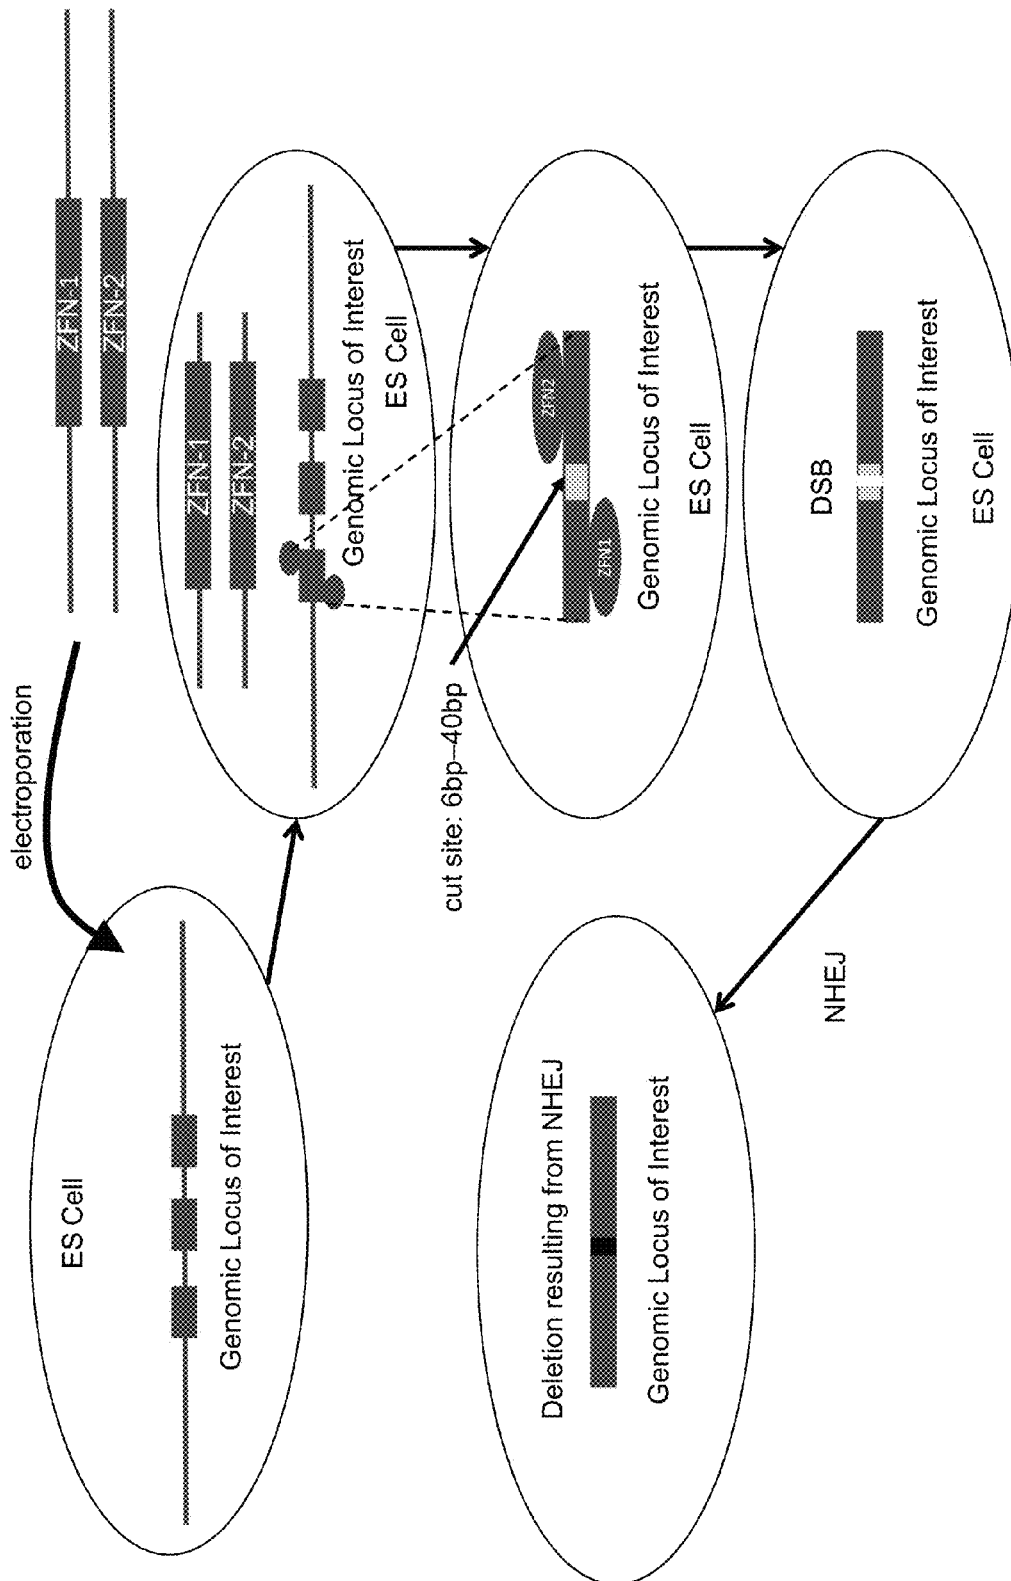 electroporation
ZFN-1
ZFN-2
ES Cell
Genomic Locus of Interest
ZFN-1
ZFN-2
Genomic Locus of Interest
ES Cell
cut site: 6bp–40bp
ZFN2
ZFN1
Genomic Locus of Interest
ES Cell
DSB
Genomic Locus of Interest
ES Cell
NHEJ
Deletion resulting from NHEJ
Genomic Locus of Interest